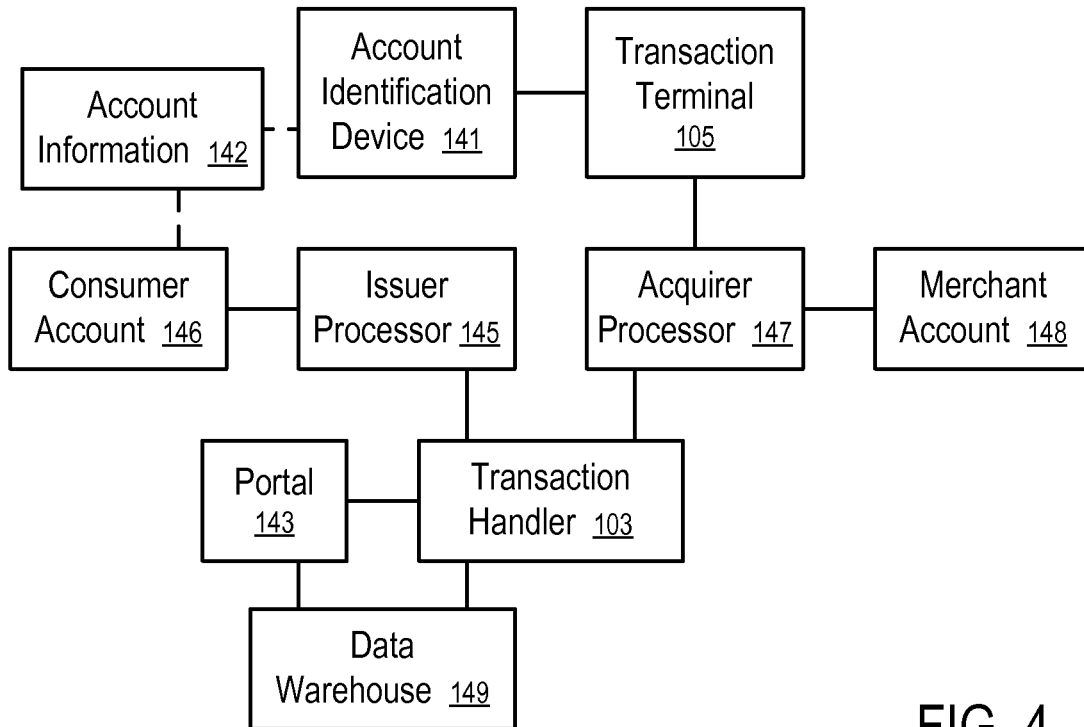 Account
Identification
Device 141
Transaction
Terminal
105
Account
Information 142
Consumer
Account 146
Issuer
Processor 145
Acquirer
Processor 147
Merchant
Account 148
Portal
143
Transaction
Handler 103
Data
Warehouse 149
FIG. 4